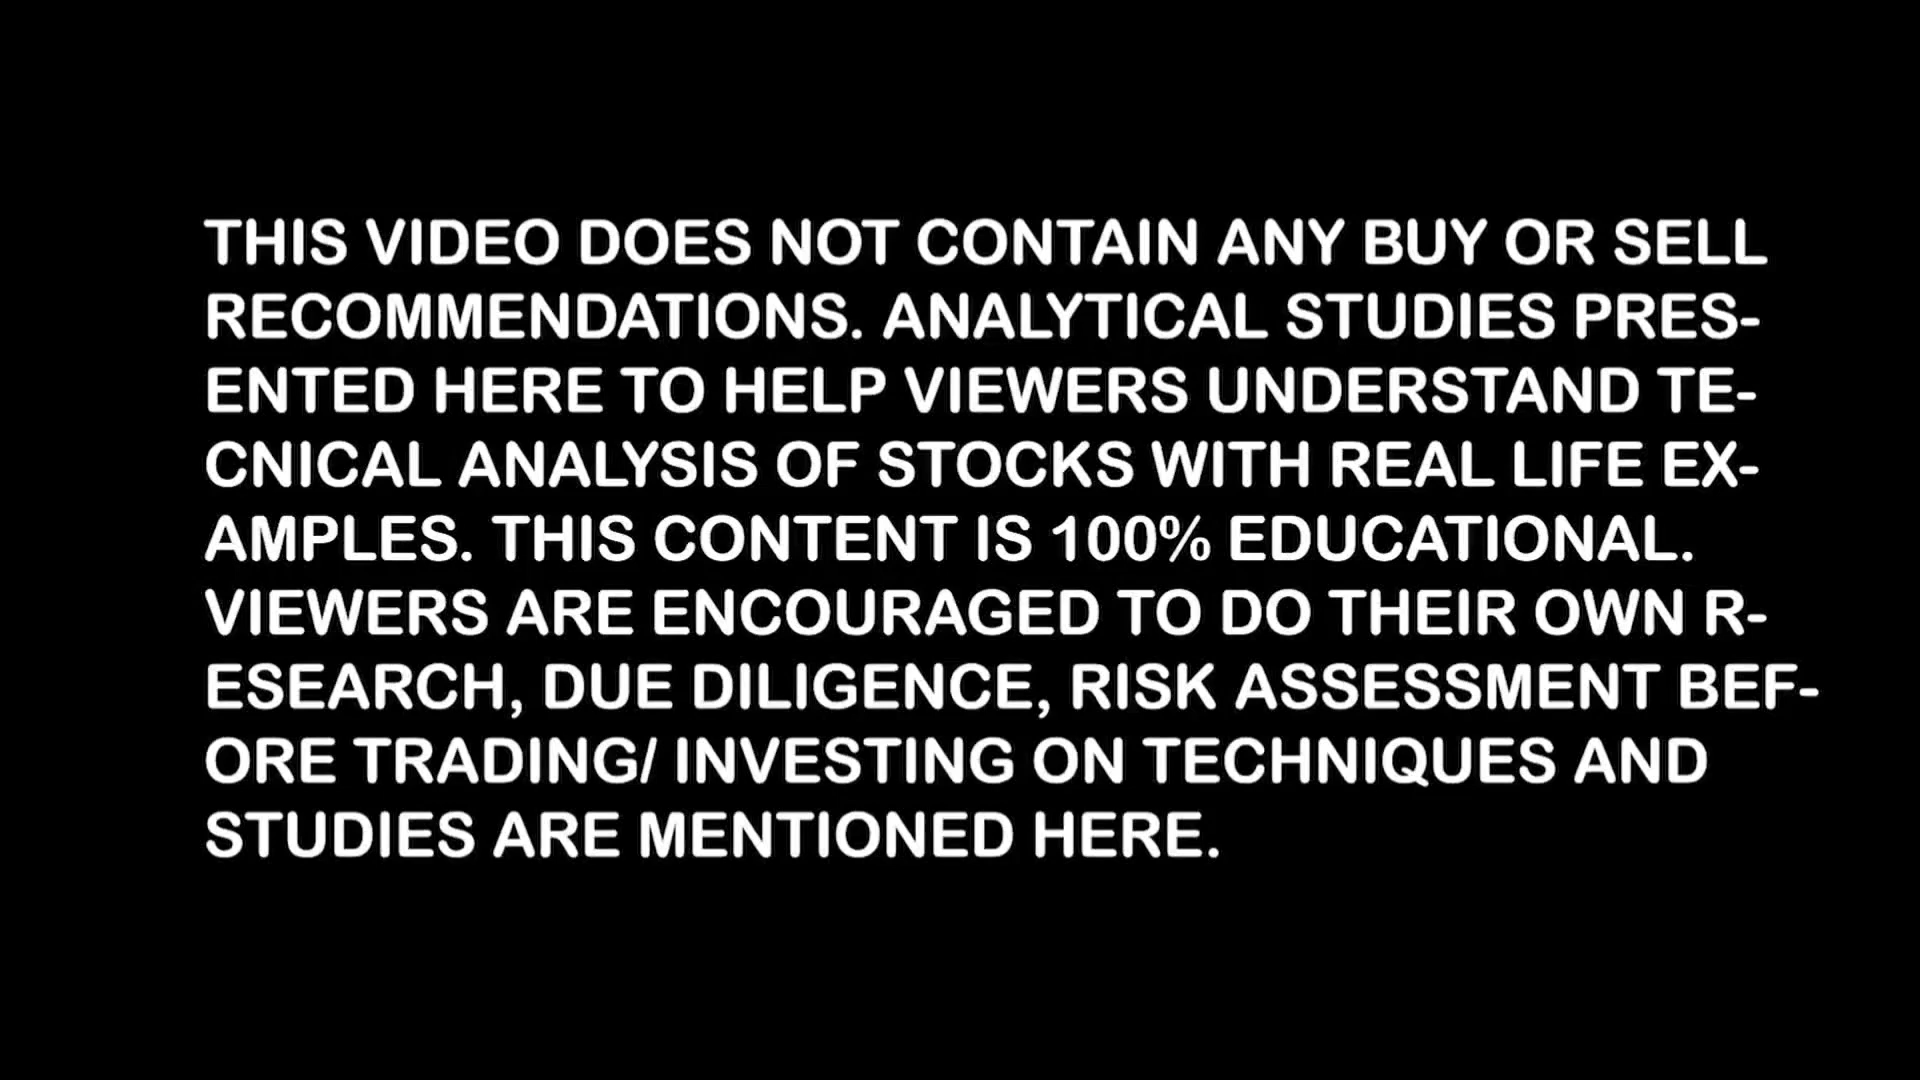 THIS VIDEO DOES NOT CONTAIN ANY BUY OR SELL
RECOMMENDATIONS. ANALYTICAL STUDIES PRES-
ENTED HERE TO HELP VIEWERS UNDERSTAND TE-
CNICAL ANALYSIS OF STOCKS WITH REAL LIFE EX-
AMPLES. THIS CONTENT IS 100% EDUCATIONAL.
VIEWERS ARE ENCOURAGED TO DO THEIR OWN R-
ESEARCH, DUE DILIGENCE, RISK ASSESSMENT BEF-
ORE TRADING/ INVESTING ON TECHNIQUES AND
STUDIES ARE MENTIONED HERE.